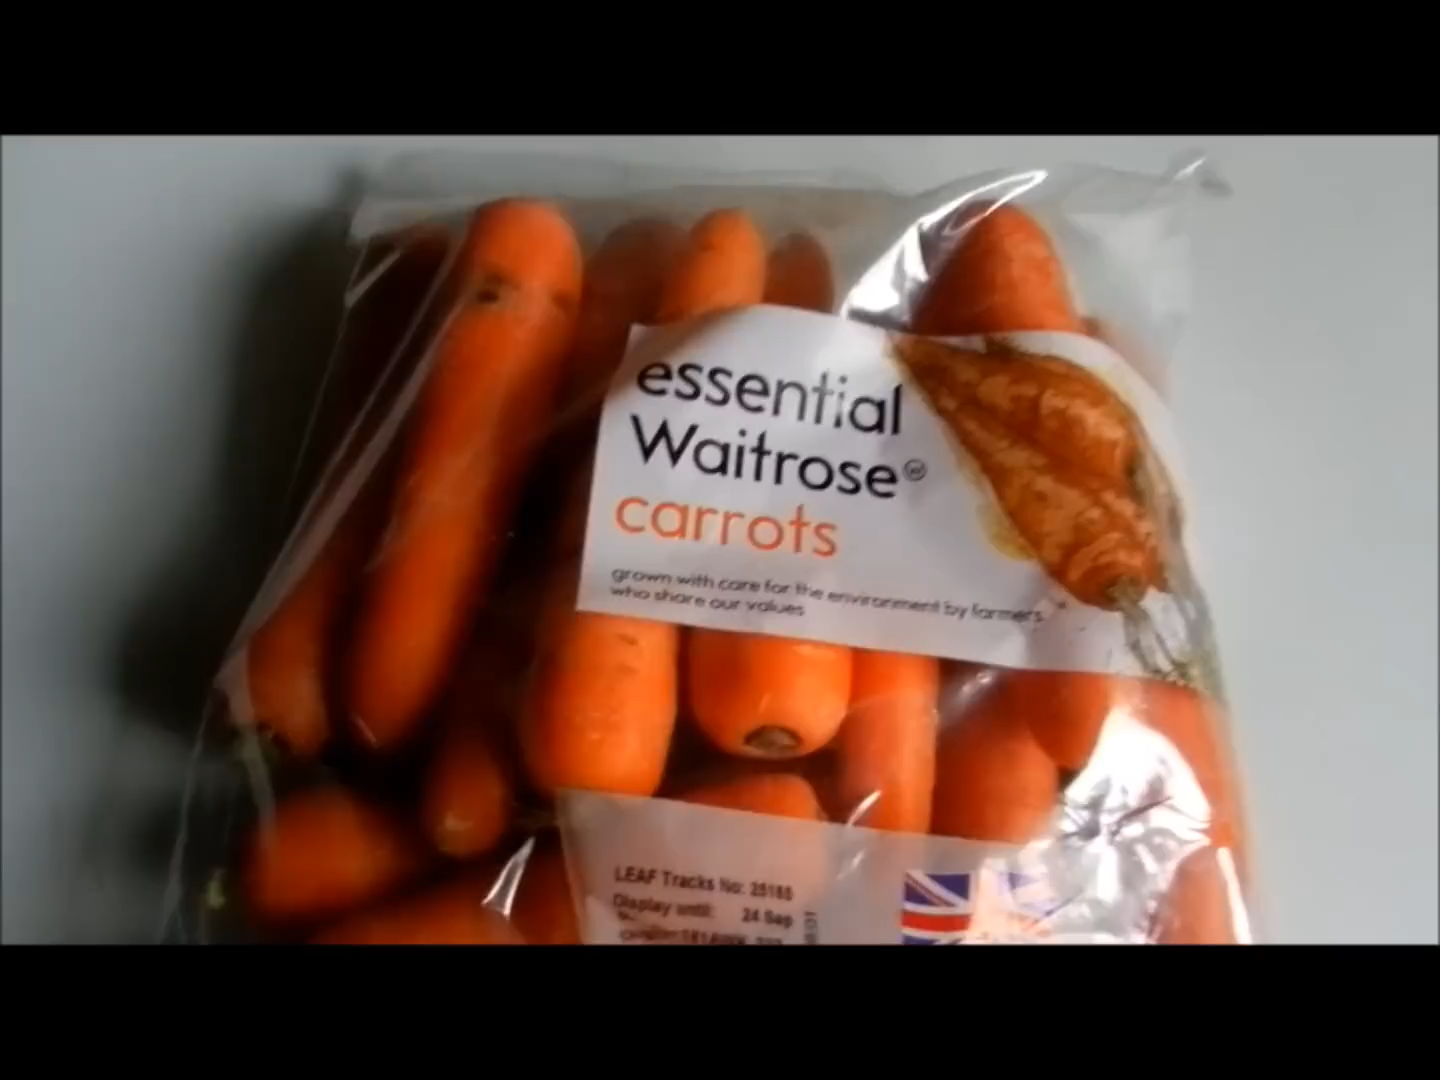 essential
Waitrose
carrots
grown with care for the environment by farmers
who share our values
LEAF Tracks No: 25165
Display until: 24 Sep